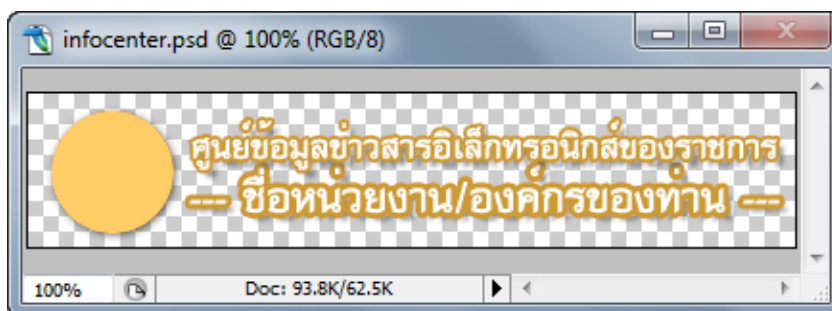 infocenter.psd @ 100% (RGB/8)
ศูนย์ข้อมูลข่าวสารอิเล็กทรอนิกส์ของราชการ
--- ชื่อหน่วยงาน/องค์กรของท่าน ---
100% Doc: 93.8K/62.5K